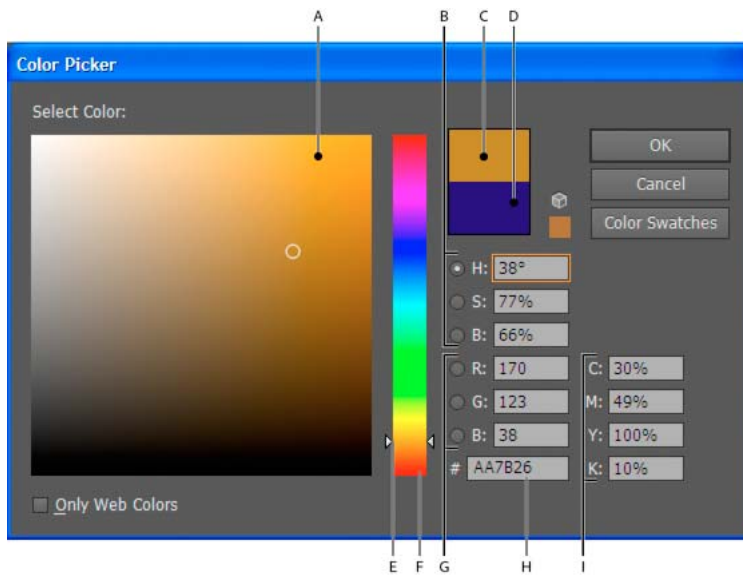 A B C D
Color Picker
Select Color:
OK
Cancel
Color Swatches
H: 38°
S: 77%
B: 66%
R: 170 C: 30%
G: 123 M: 49%
B: 38 Y: 100%
# AA7B26 K: 10%
Only Web Colors
E F G H I